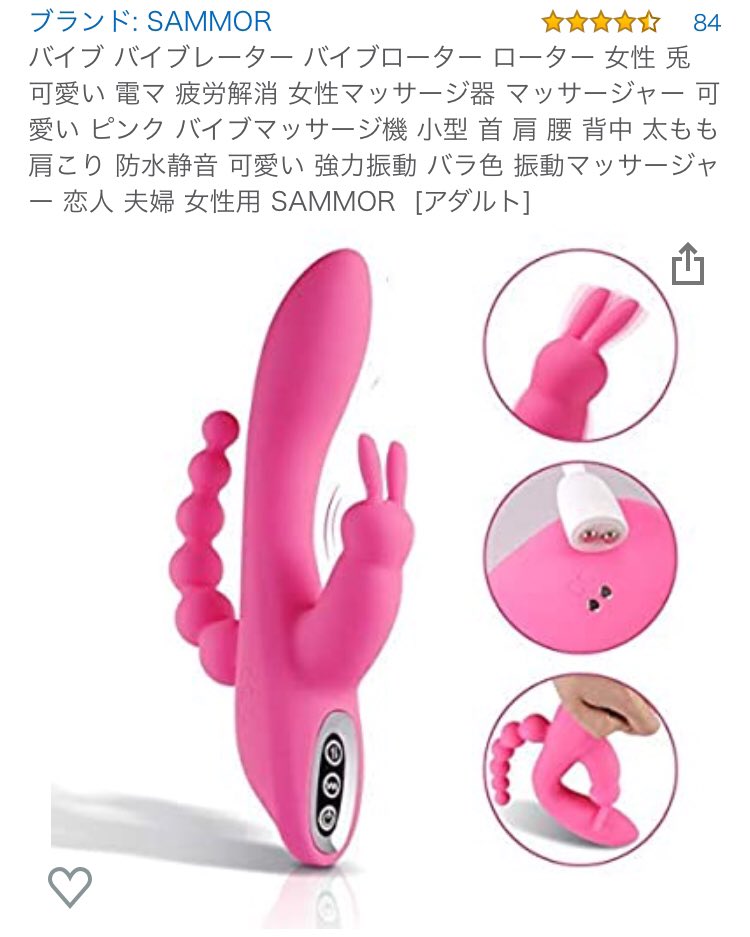 ブランド: SAMMOR 84
バイブ バイブレーター バイブローター ローター 女性 兎
可愛い 電マ 疲労解消 女性マッサージ器 マッサージャー 可
愛い ピンク バイブマッサージ機 小型 首 肩 腰 背中 太もも
肩こり 防水静音 可愛い 強力振動 バラ色 振動マッサージャ
ー 恋人 夫婦 女性用 SAMMOR [アダルト]